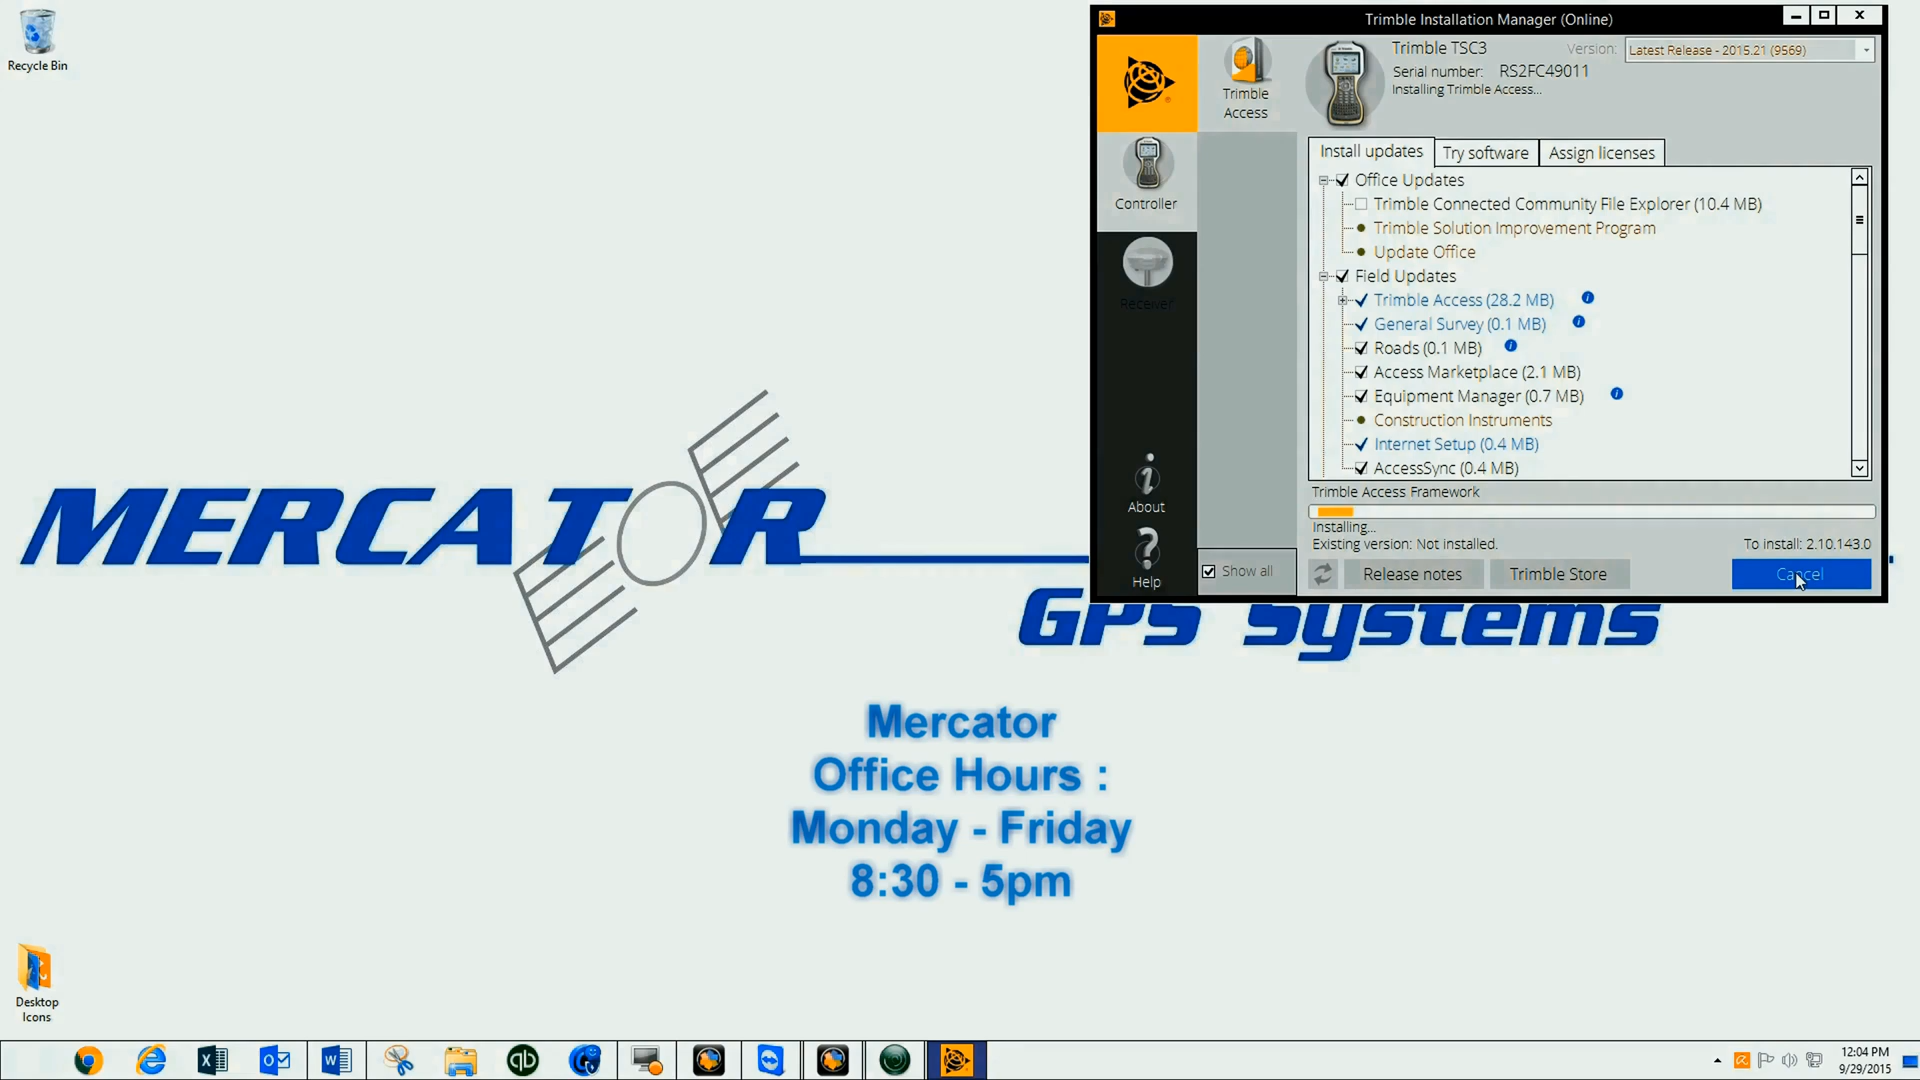 Recycle Bin
Trimble Installation Manager (Online)
Trimble TSC3
Version:
Latest Release - 2015.21 (9569)
Serial number: RS2FC49011
Installing Trimble Access...
Trimble
Access
Controller
Receiver
About
Help
Show all
Install updates
Try software
Assign licenses
Office Updates
Trimble Connected Community File Explorer (10.4 MB)
Trimble Solution Improvement Program
Update Office
Field Updates
Trimble Access (28.2 MB)
General Survey (0.1 MB)
Roads (0.1 MB)
Access Marketplace (2.1 MB)
Equipment Manager (0.7 MB)
Construction Instruments
Internet Setup (0.4 MB)
AccessSync (0.4 MB)
Trimble Access Framework
Installing...
Existing version: Not installed.
To install: 2.10.143.0
Release notes
Trimble Store
Cancel
MERCATOR
GPS Systems
Mercator
Office Hours :
Monday - Friday
8:30 - 5pm
Desktop
Icons
12:04 PM
9/29/2015